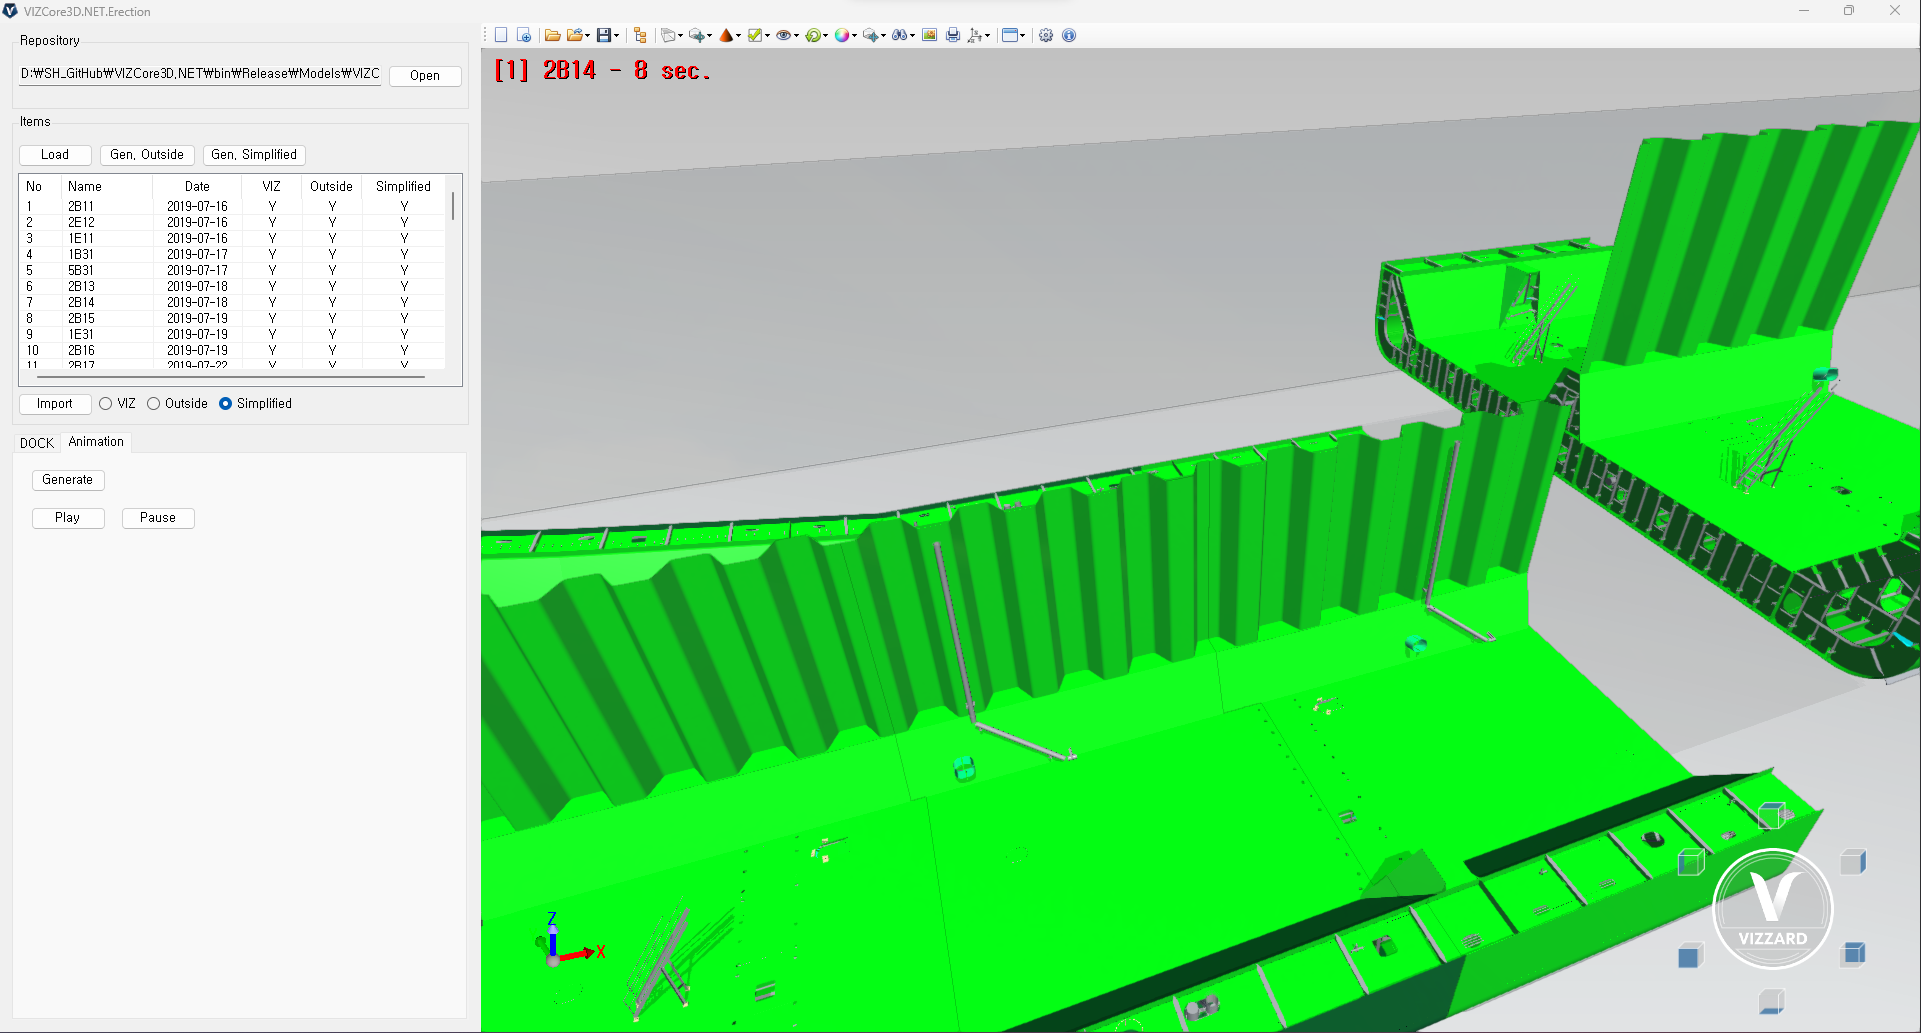 VIZCore3D.NET.Erection
Repository
D:₩SH_GitHub₩VIZCore3D.NET₩bin₩Release₩Models₩VIZC
Open
Items
Load Gen. Outside Gen. Simplified
No Name Date VIZ Outside Simplified
1 2B11 2019-07-16 Y Y Y
2 2E12 2019-07-16 Y Y Y
3 1E11 2019-07-16 Y Y Y
4 1B31 2019-07-17 Y Y Y
5 5B31 2019-07-17 Y Y Y
6 2B13 2019-07-18 Y Y Y
7 2B14 2019-07-18 Y Y Y
8 2B15 2019-07-19 Y Y Y
9 1E31 2019-07-19 Y Y Y
10 2B16 2019-07-19 Y Y Y
11 2B17 2019-07-22 Y Y Y
Import VIZ Outside Simplified
DOCK Animation
Generate
Play Pause
[1] 2B14 - 8 sec.
Z
X
V
VIZZARD